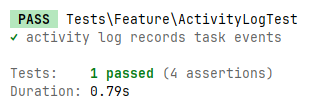 PASS Tests\Feature\ActivityLogTest
✓ activity log records task events
Tests: 1 passed (4 assertions)
Duration: 0.79s